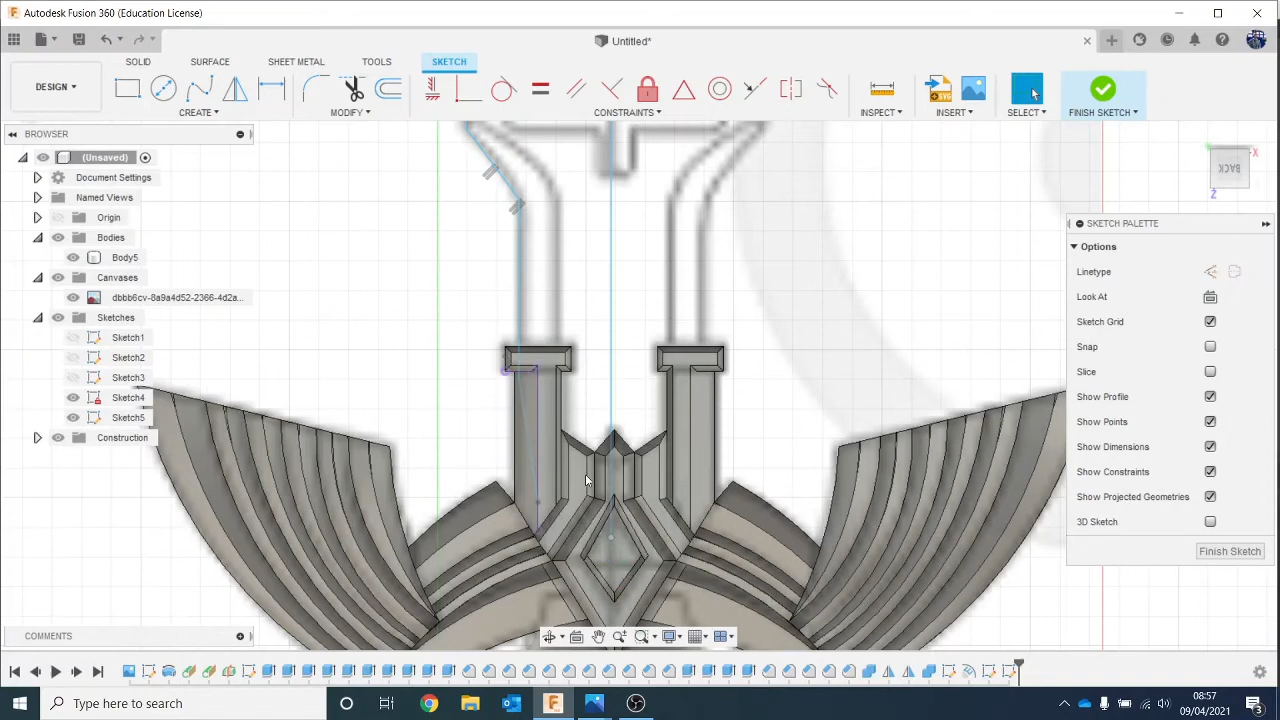 Autodesk Fusion 360 (Education License)
Untitled*
DESIGN
SOLID
SURFACE
SHEET METAL
TOOLS
SKETCH
CREATE
MODIFY
CONSTRAINTS
INSPECT
INSERT
SELECT
FINISH SKETCH
SVG
BROWSER
(Unsaved)
Document Settings
Named Views
Origin
Bodies
Body5
Canvases
dbbb6cv-8a9a4d52-2366-4d2a...
Sketches
Sketch1
Sketch2
Sketch3
Sketch4
Sketch5
Construction
BACK
X
Z
SKETCH PALETTE
Options
Linetype
Look At
Sketch Grid
Snap
Slice
Show Profile
Show Points
Show Dimensions
Show Constraints
Show Projected Geometries
3D Sketch
Finish Sketch
COMMENTS
Type here to search
08:57
09/04/2021
3